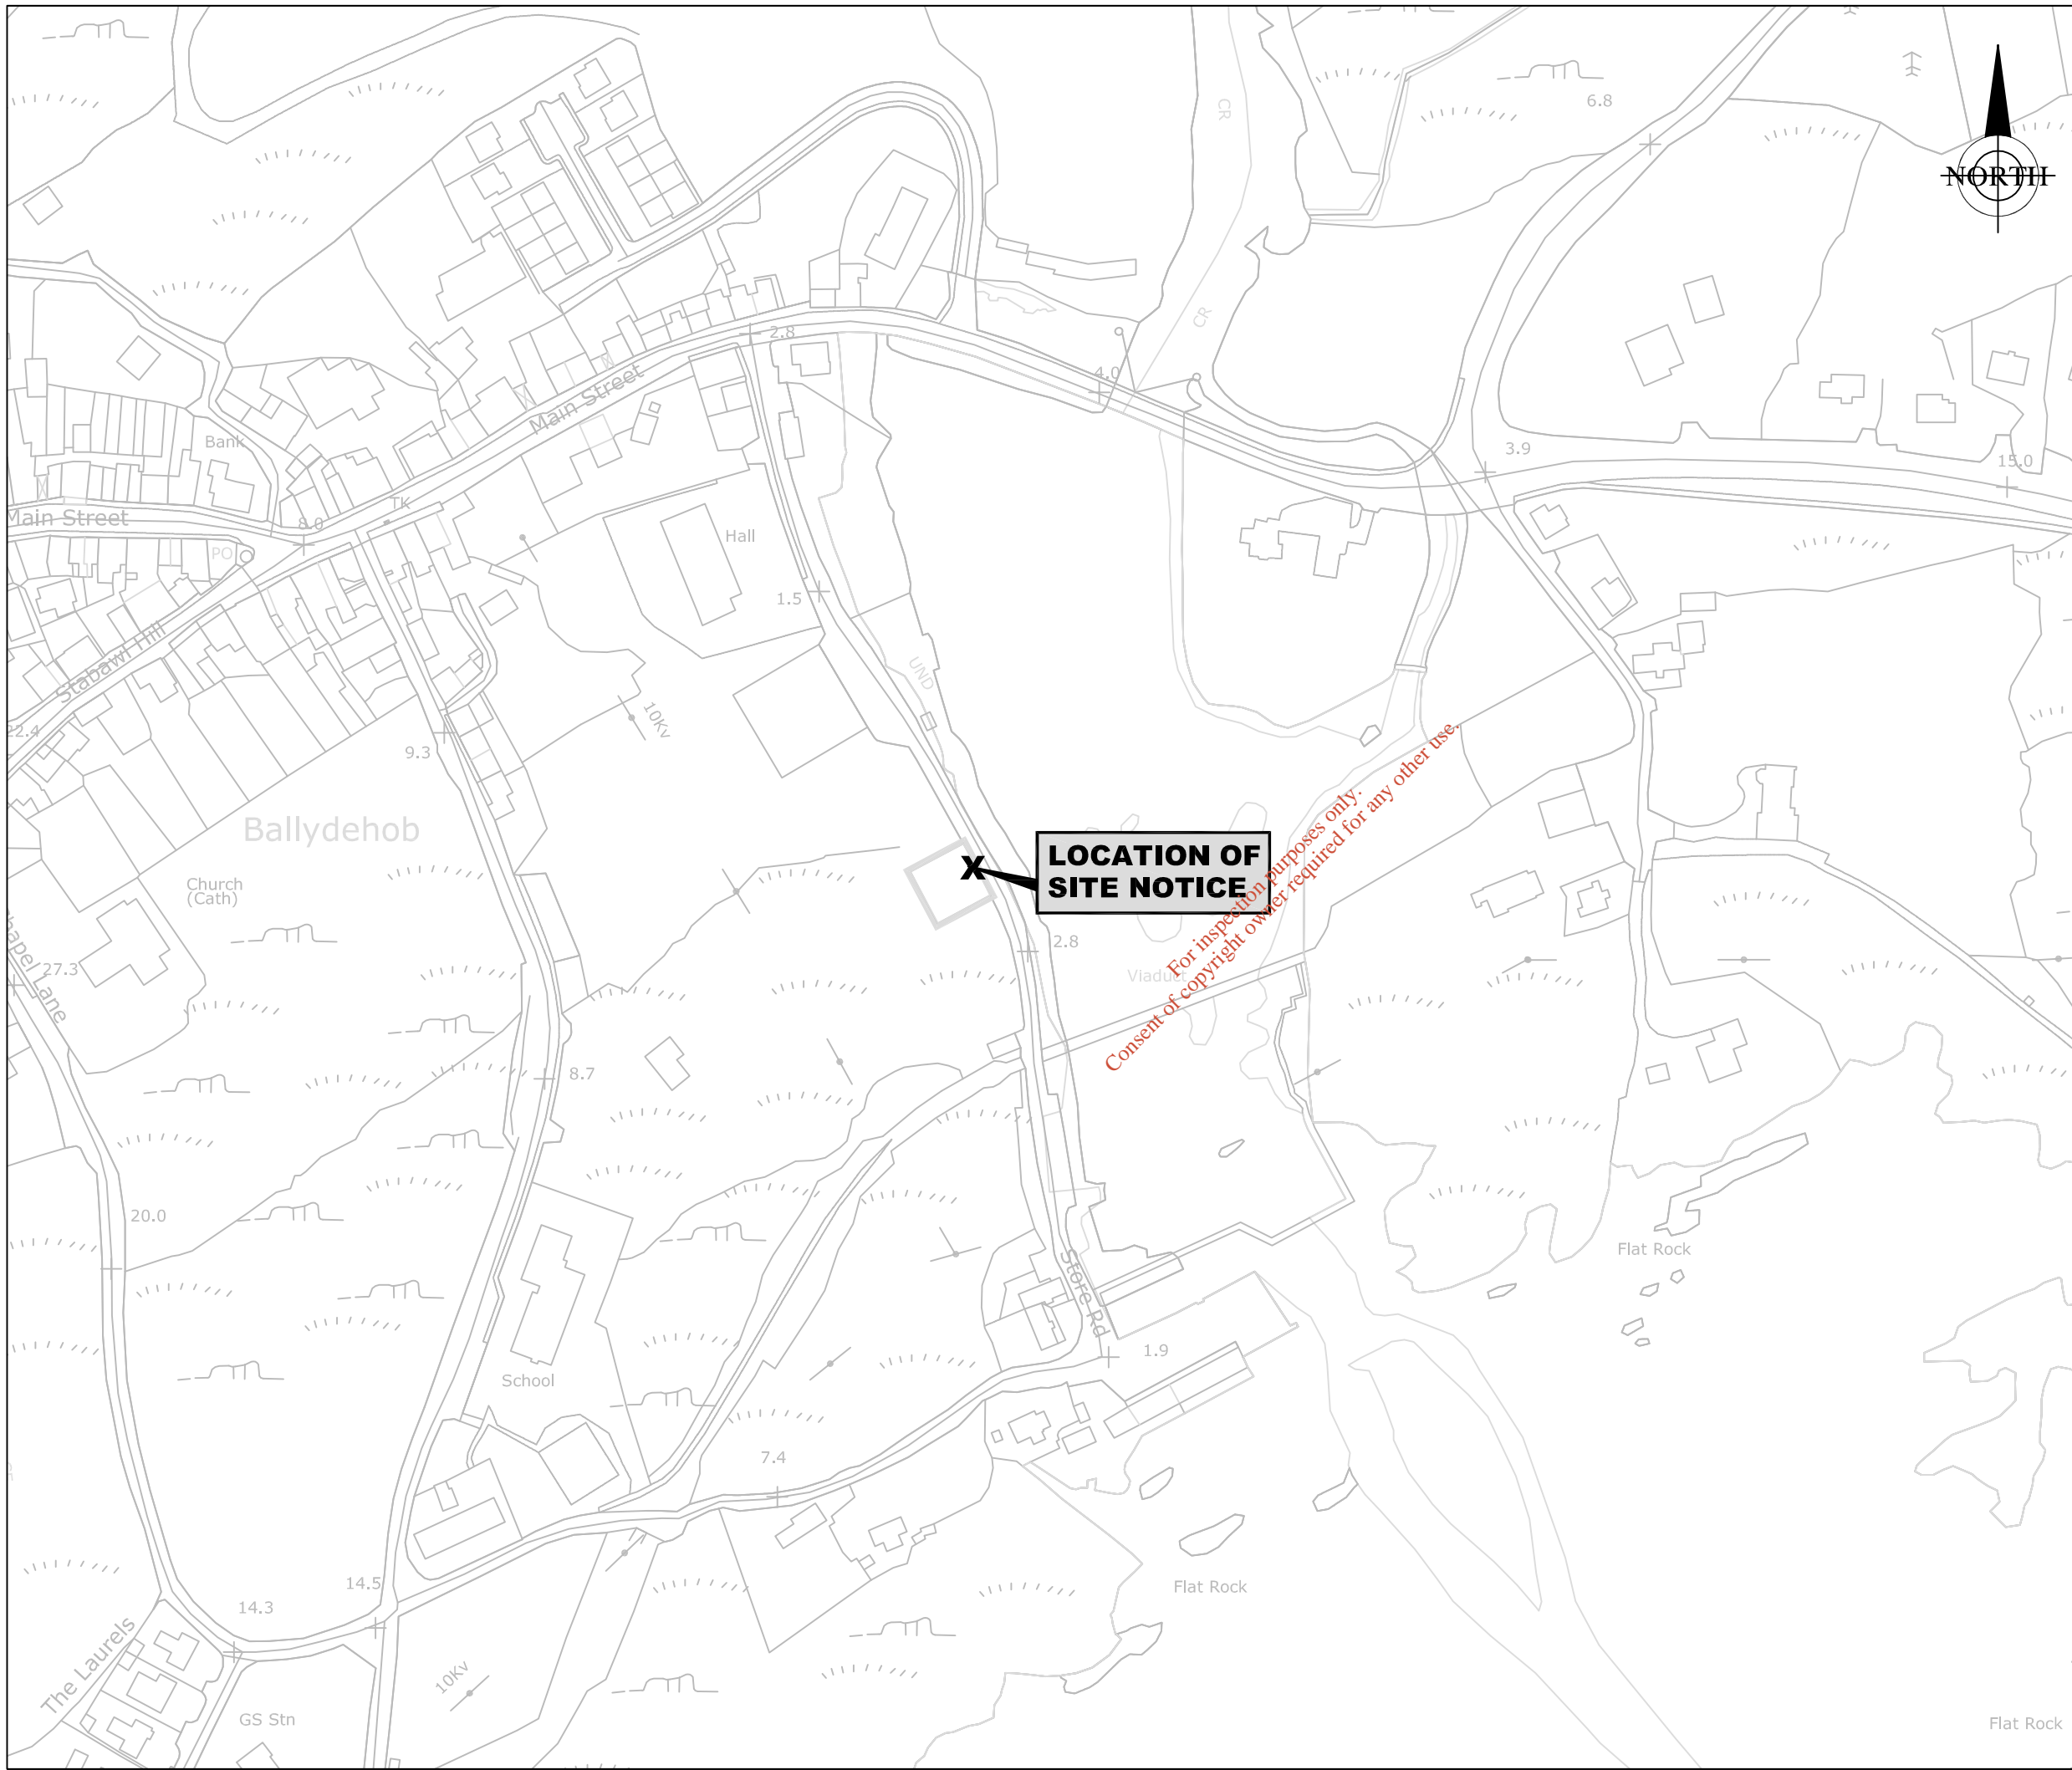 CR
6.8
NORTH
CR
2.8
Main Street
4.0
3.9
15.0
Bank
TK
Main Street
8.0
PO
Hall
1.5
Stabawl Hill
UND
22.4
10Kv
9.3
Ballydehob
LOCATION OF
SITE NOTICE
X
For inspection purposes only.
Consent of copyright owner required for any other use.
Church
(Cath)
2.8
Viaduct
27.3
hapel Lane
8.7
20.0
Flat Rock
Store Rd
1.9
School
7.4
14.5
Flat Rock
14.3
The Laurels
10Kv
GS Stn
Flat Rock